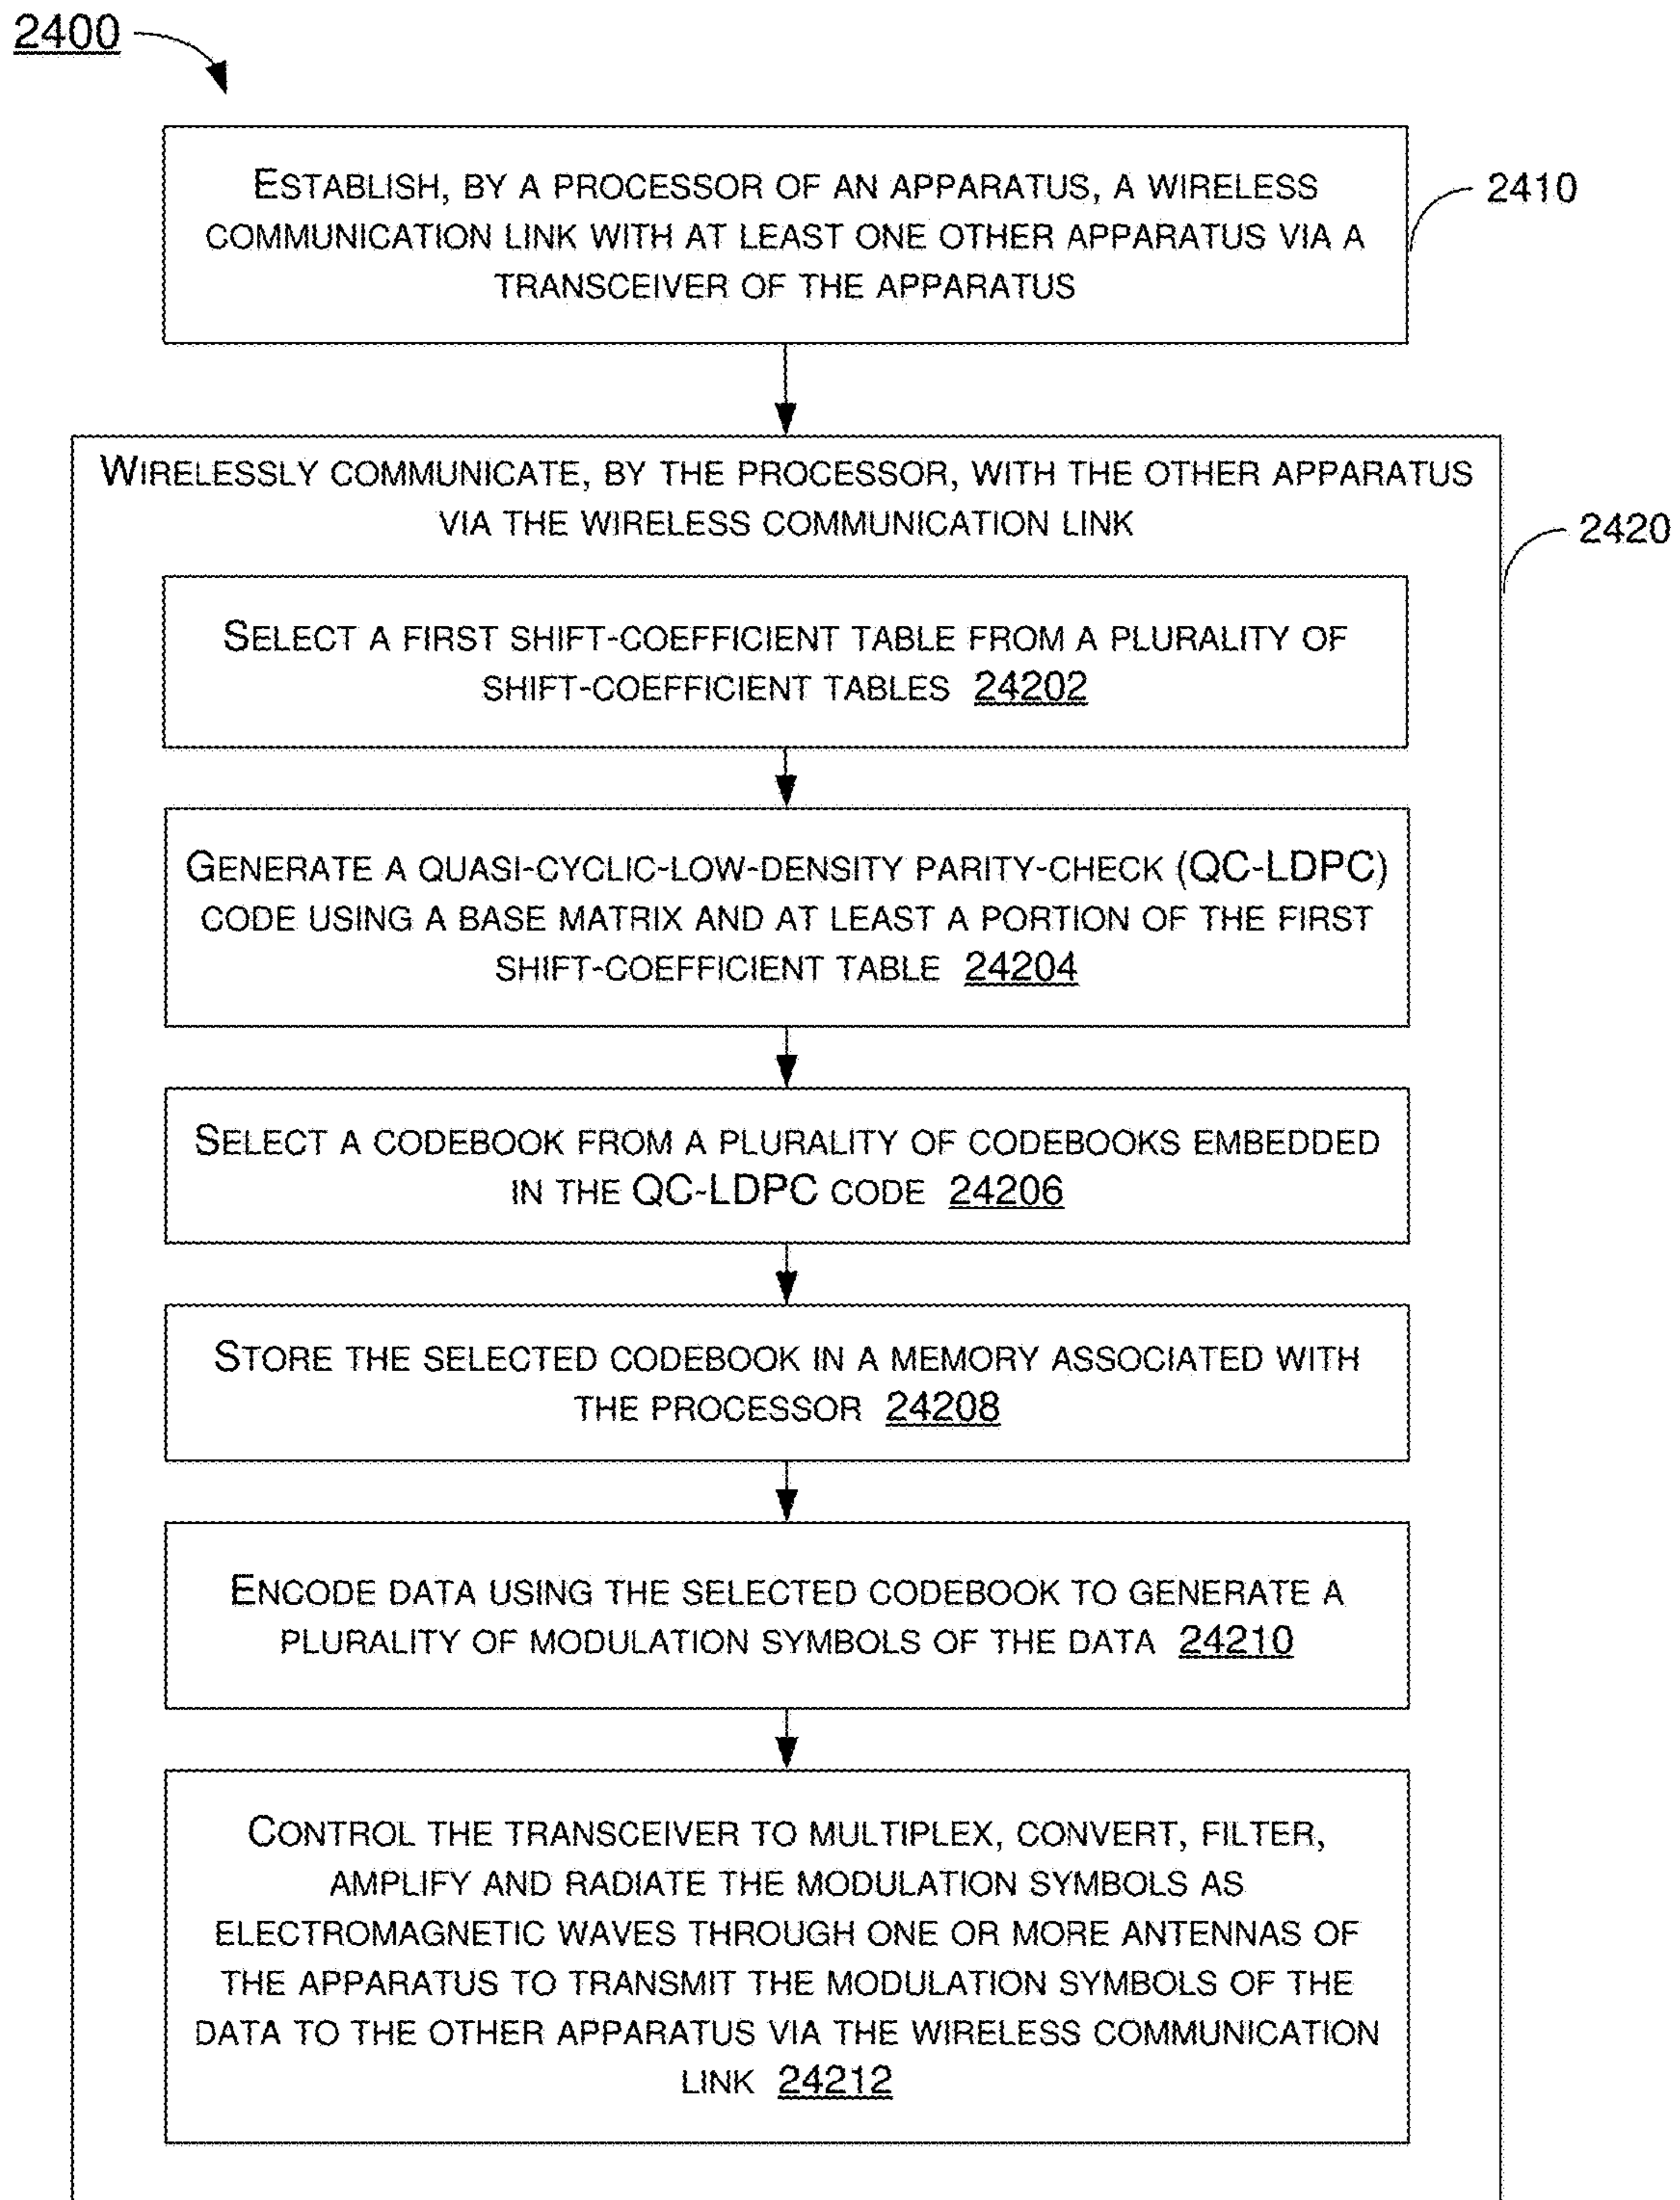 2400
ESTABLISH, BY A PROCESSOR OF AN APPARATUS, A WIRELESS
COMMUNICATION LINK WITH AT LEAST ONE OTHER APPARATUS VIA A
TRANSCEIVER OF THE APPARATUS
2410
WIRELESSLY COMMUNICATE, BY THE PROCESSOR, WITH THE OTHER APPARATUS
VIA THE WIRELESS COMMUNICATION LINK
2420
SELECT A FIRST SHIFT-COEFFICIENT TABLE FROM A PLURALITY OF
SHIFT-COEFFICIENT TABLES 24202
GENERATE A QUASI-CYCLIC-LOW-DENSITY PARITY-CHECK (QC-LDPC)
CODE USING A BASE MATRIX AND AT LEAST A PORTION OF THE FIRST
SHIFT-COEFFICIENT TABLE 24204
SELECT A CODEBOOK FROM A PLURALITY OF CODEBOOKS EMBEDDED
IN THE QC-LDPC CODE 24206
STORE THE SELECTED CODEBOOK IN A MEMORY ASSOCIATED WITH
THE PROCESSOR 24208
ENCODE DATA USING THE SELECTED CODEBOOK TO GENERATE A
PLURALITY OF MODULATION SYMBOLS OF THE DATA 24210
CONTROL THE TRANSCEIVER TO MULTIPLEX, CONVERT, FILTER,
AMPLIFY AND RADIATE THE MODULATION SYMBOLS AS
ELECTROMAGNETIC WAVES THROUGH ONE OR MORE ANTENNAS OF
THE APPARATUS TO TRANSMIT THE MODULATION SYMBOLS OF THE
DATA TO THE OTHER APPARATUS VIA THE WIRELESS COMMUNICATION
LINK 24212